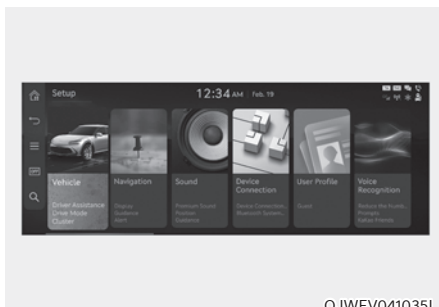 Setup
12:34 AM Feb. 19
Vehicle
Driver Assistance
Drive Mode
Cluster
Navigation
Display
Guidance
Alert
Sound
Premium Sound
Position
Guidance
Device
Connection
Device Connection...
Bluetooth System...
User Profile
Guest
Voice
Recognition
Prompts